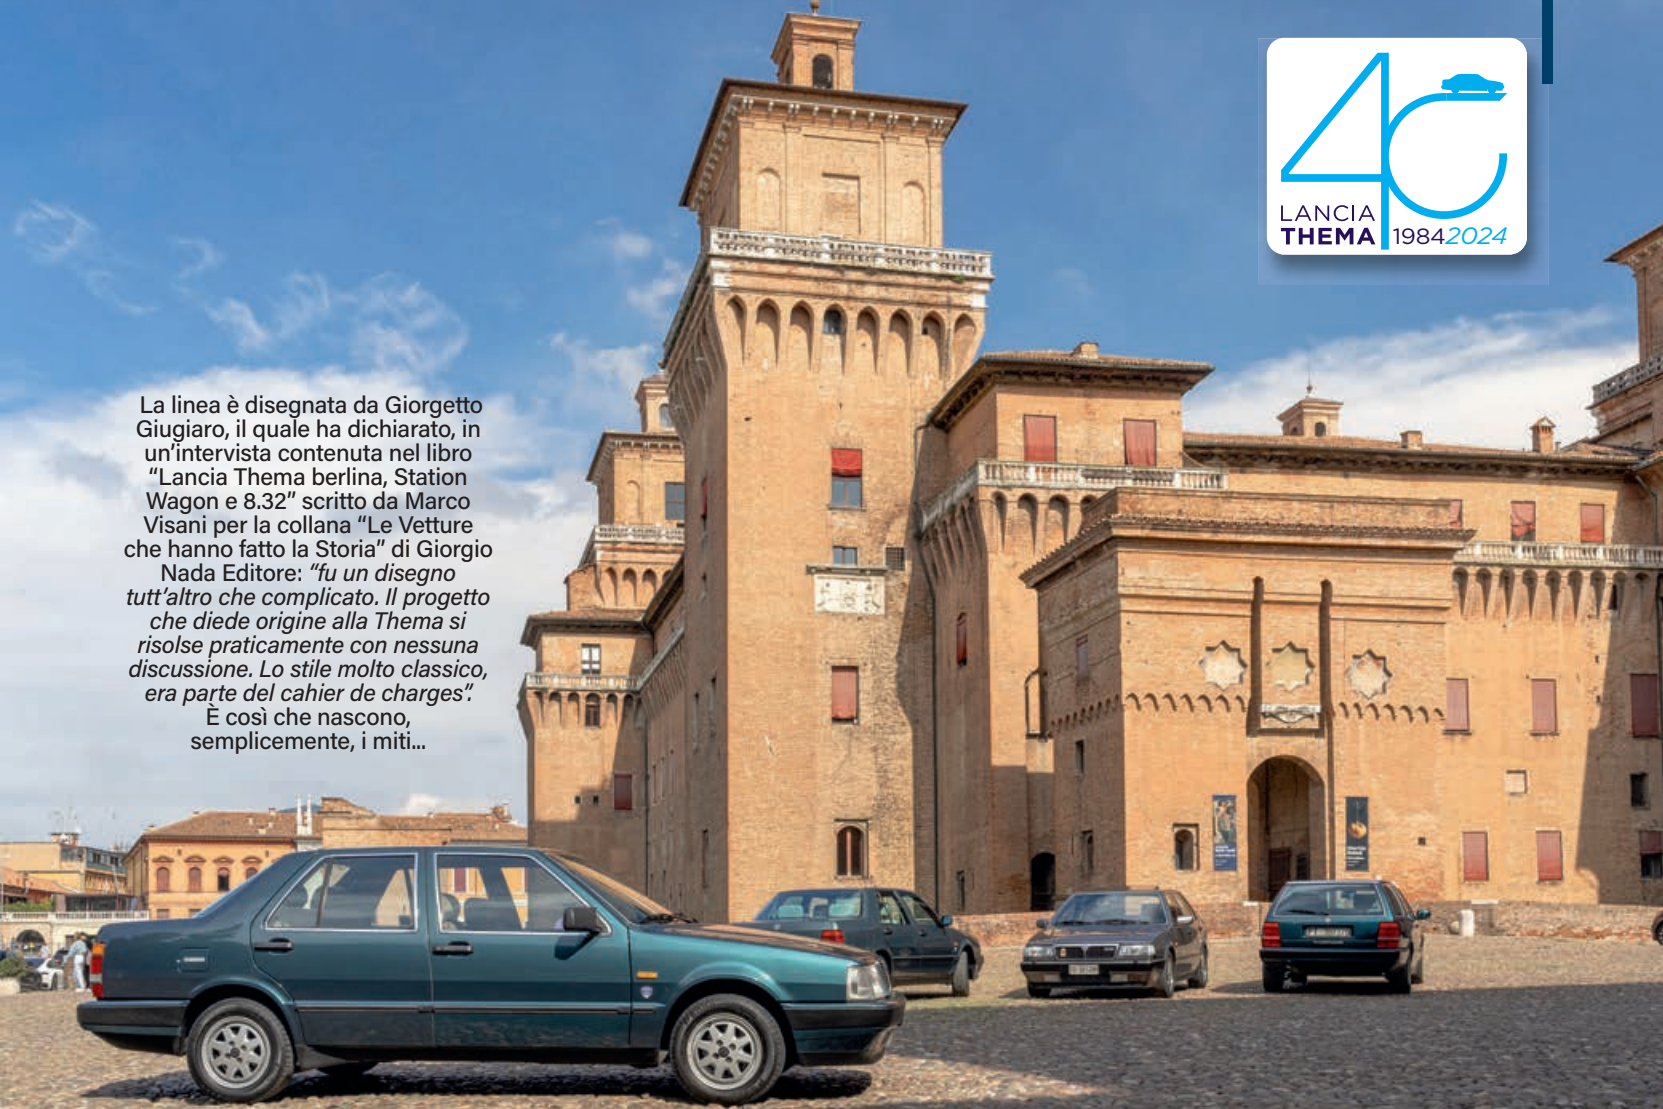 La linea è disegnata da Giorgetto
Giugiaro, il quale ha dichiarato, in
un’intervista contenuta nel libro
“Lancia Thema berlina, Station
Wagon e 8.32” scritto da Marco
Visani per la collana “Le Vetture
che hanno fatto la Storia” di Giorgio
Nada Editore: “fu un disegno
tutt’altro che complicato. Il progetto
che diede origine alla Thema si
risolse praticamente con nessuna
discussione. Lo stile molto classico,
era parte del cahier de charges”.
È così che nascono,
semplicemente, i miti...
40
LANCIA
THEMA 19842024